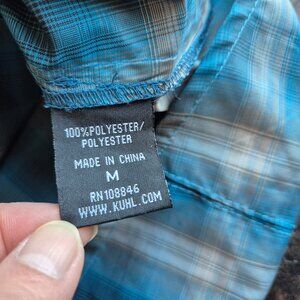 100%POLYESTER/
POLYESTER
MADE IN CHINA
M
RN108846
WWW.KUHL.COM